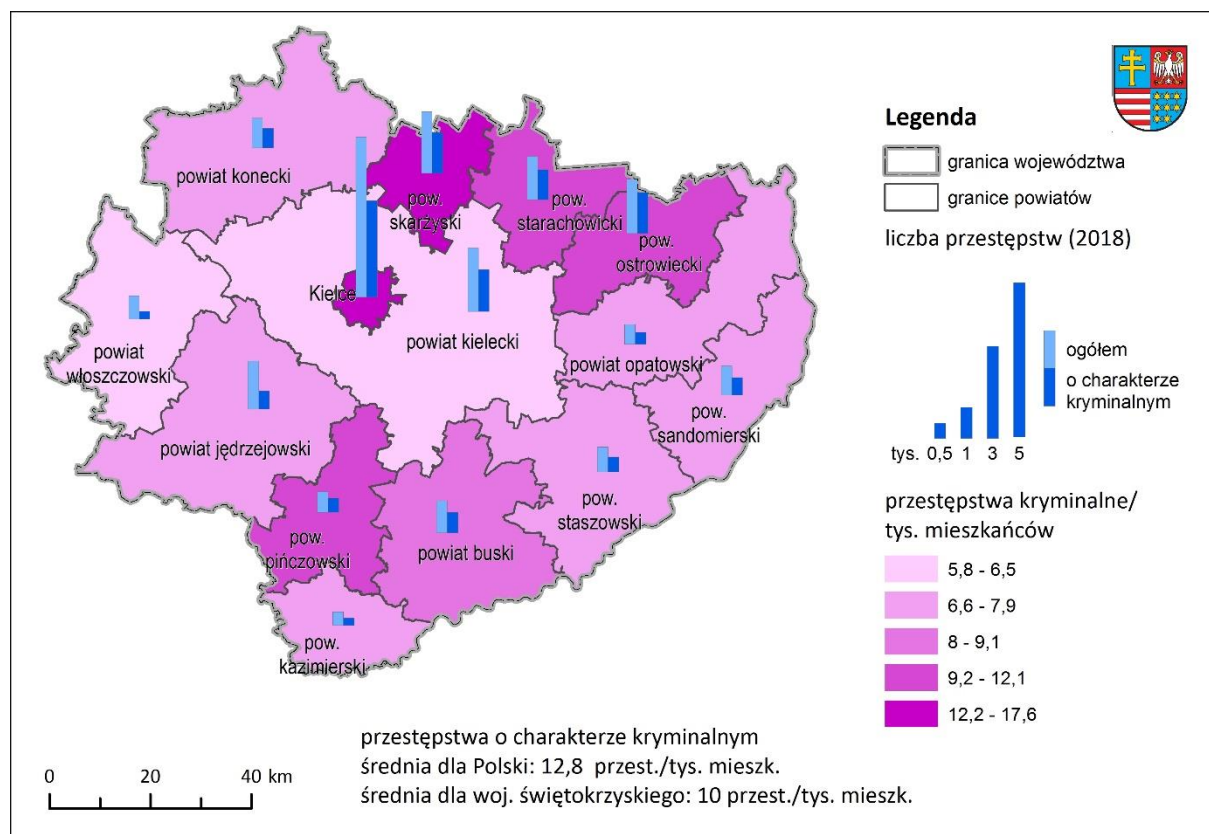 powiat konecki
pow.
skarżyski
pow.
starachowicki
pow.
ostrowiecki
Kielce
powiat kielecki
powiat
włoszczowski
powiat opatowski
pow.
sandomierski
powiat jędrzejowski
pow.
staszowski
pow.
pińczowski
powiat buski
pow.
kazimierski
Legenda
granica województwa
granice powiatów
liczba przestępstw (2018)
ogółem
o charakterze
kryminalnym
tys. 0,5 1 3 5
przestępstwa kryminalne/
tys. mieszkańców
5,8 - 6,5
6,6 - 7,9
8 - 9,1
9,2 - 12,1
12,2 - 17,6
przestępstwa o charakterze kryminalnym
średnia dla Polski: 12,8 przest./tys. mieszk.
średnia dla woj. świętokrzyskiego: 10 przest./tys. mieszk.
0 20 40 km